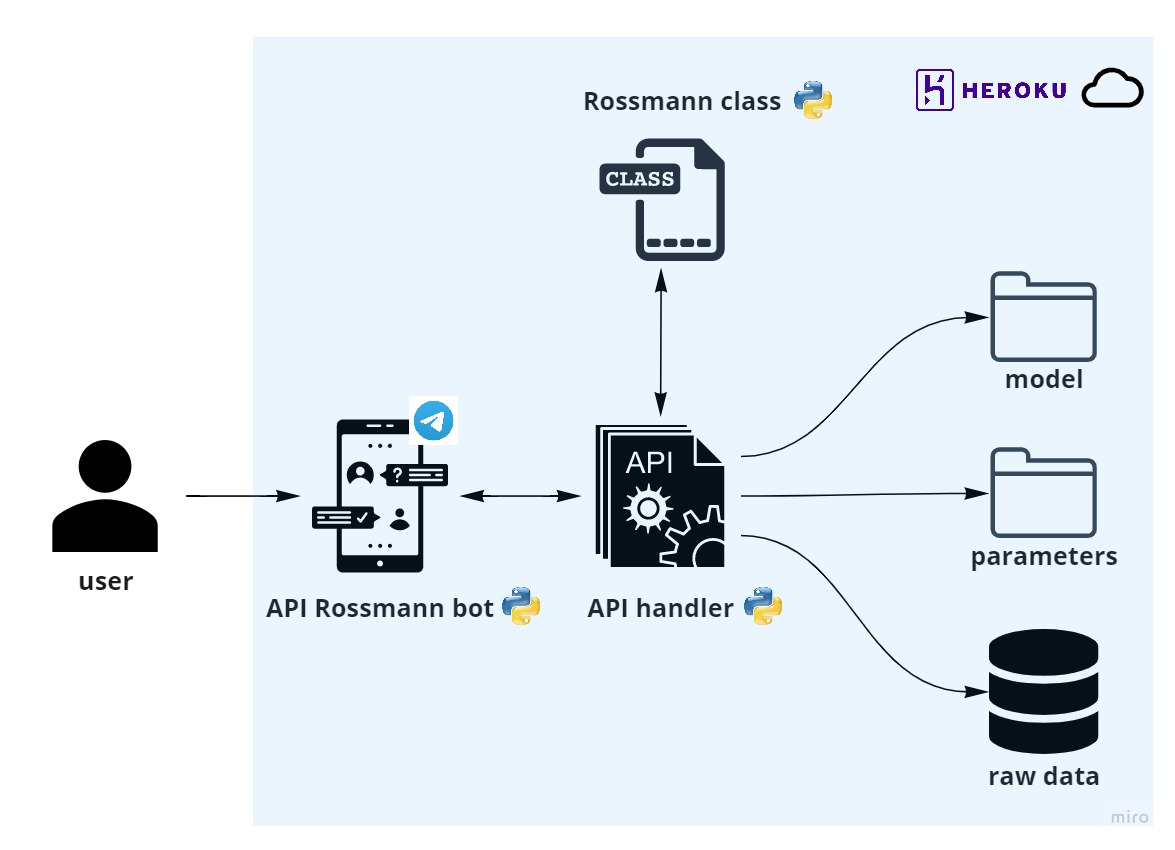 HEROKU
Rossmann class
CLASS
model
API
?
parameters
user
API Rossmann bot
API handler
raw data
miro